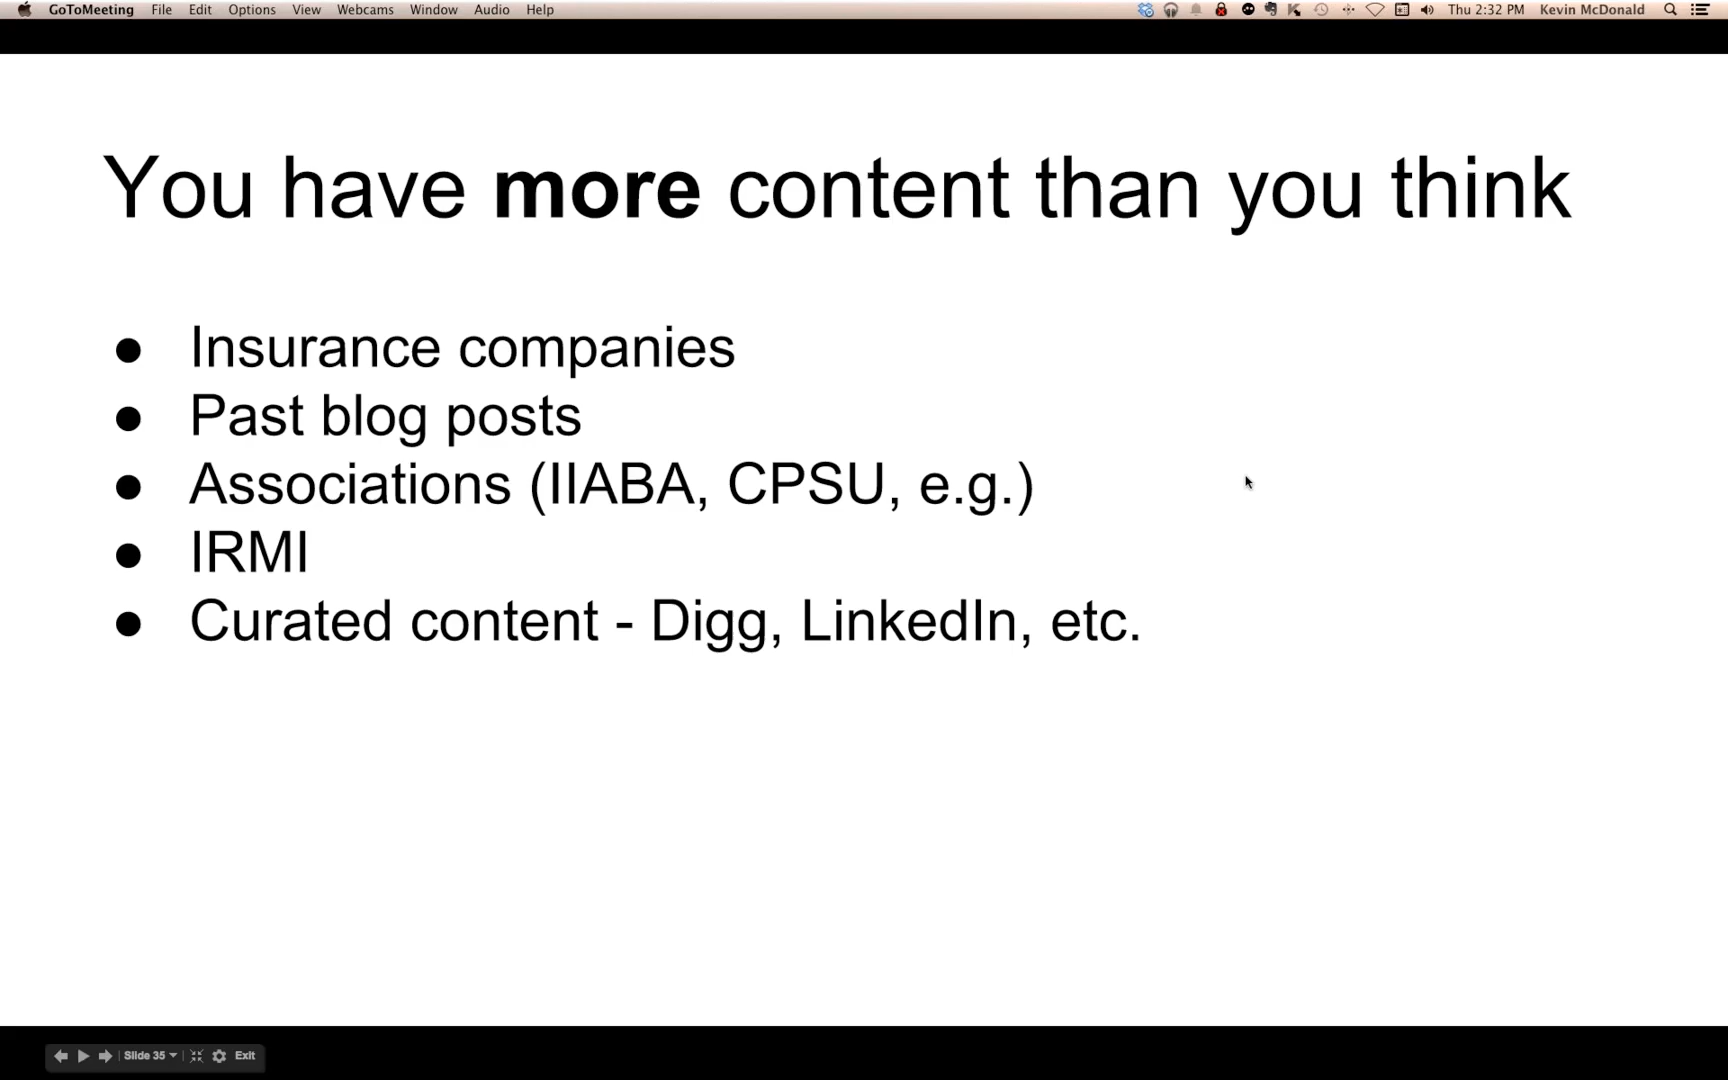 GoToMeeting File Edit Options View Webcams Window Audio Help Thu 2:32 PM Kevin McDonald
You have more content than you think
● Insurance companies
● Past blog posts
● Associations (IIABA, CPSU, e.g.)
● IRMI
● Curated content - Digg, LinkedIn, etc.
Slide 35 Exit